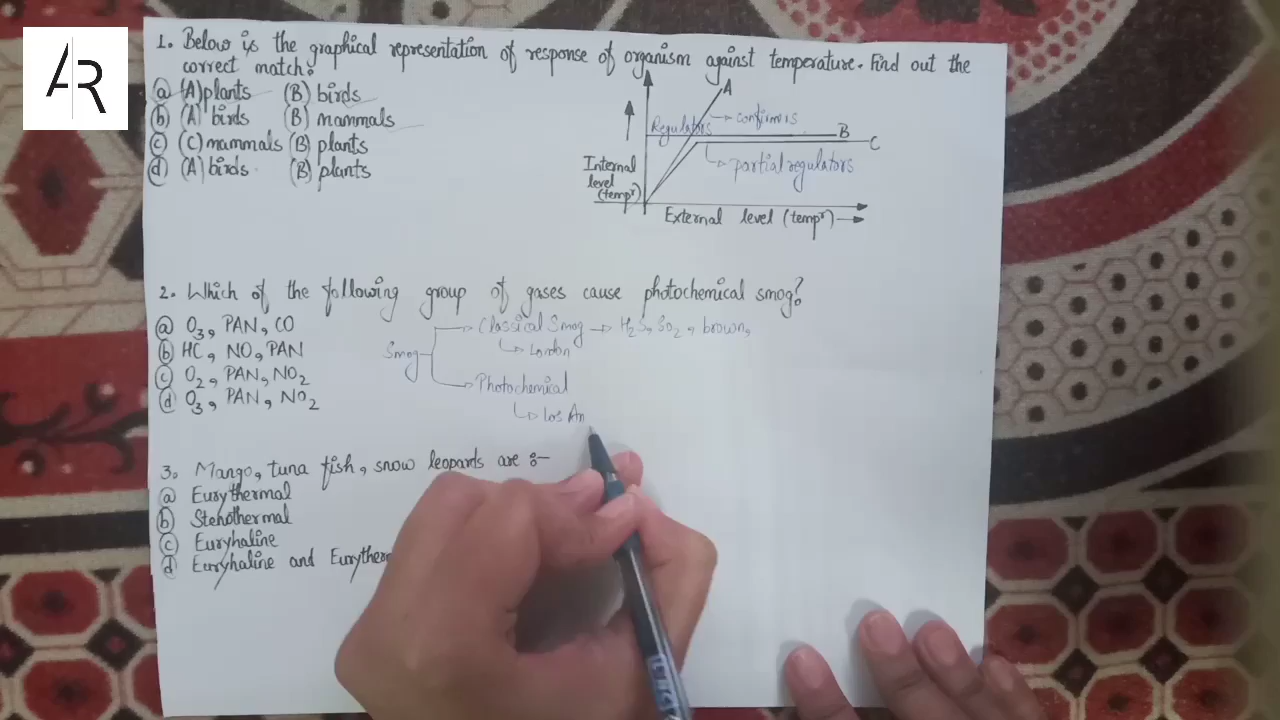 AR
1. Below is the graphical representation of response of organism against temperature. Find out the
correct match:
(a) (A) plants (B) birds
(b) (A) birds (B) mammals
(c) (C) mammals (B) plants
(d) (A) birds (B) plants
A
confirmers
Regulators
B
C
partial regulators
Internal
level
(tempr)
External level (tempr)
2. Which of the following group of gases cause photochemical smog?
(a) O3, PAN, CO
(b) HC, NO, PAN
(c) O2, PAN, NO2
(d) O3, PAN, NO2
Smog
Classical Smog → H2S, SO2, brown,
London
Photochemical
Los An
3. Mango, tuna fish, snow leopards are :-
(a) Eurythermal
(b) Stenothermal
(c) Euryhaline
(d) Euryhaline and Eurytherm